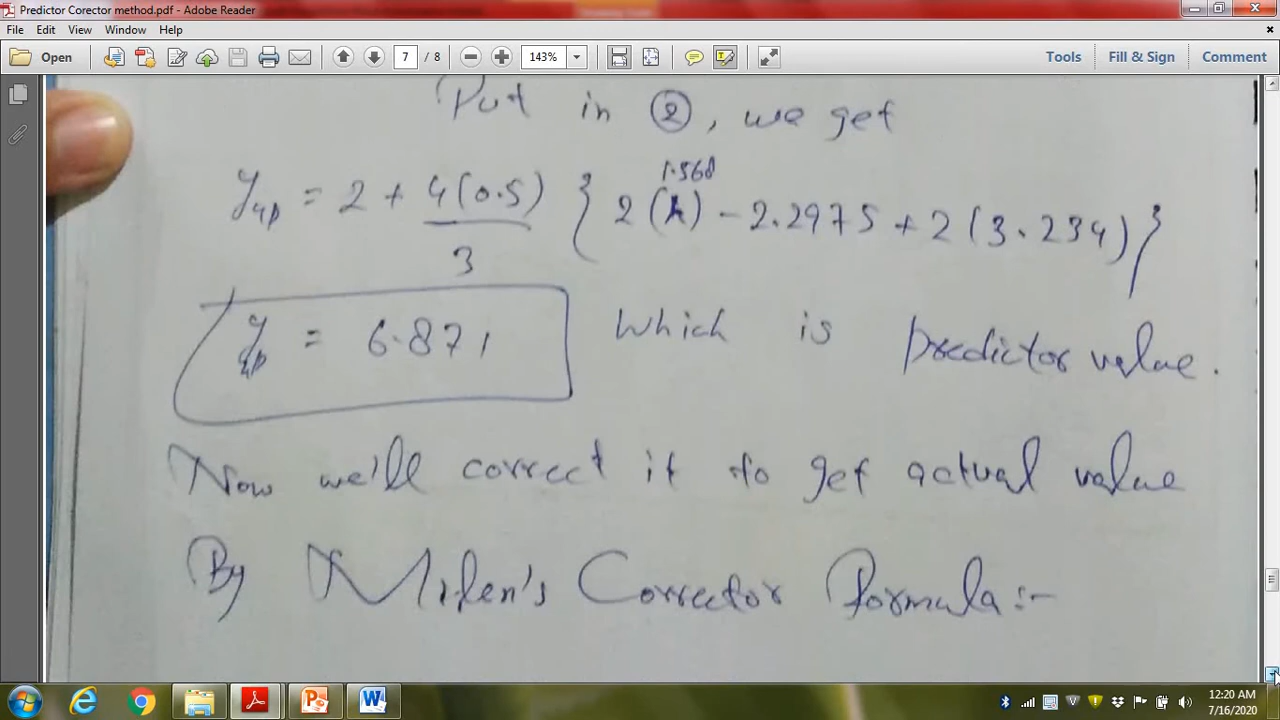 Predictor Corector method.pdf - Adobe Reader
File Edit View Window Help
Open 7 / 8 143% Tools Fill & Sign Comment
Put in ②, we get
1.568
y4p = 2 + 4(0.5)/3 { 2( ) - 2.2975 + 2(3.234) }
y4p = 6.871 which is predictor value.
Now we'll correct it to get actual value
By Milen's Corrector Formula :-
12:20 AM
7/16/2020